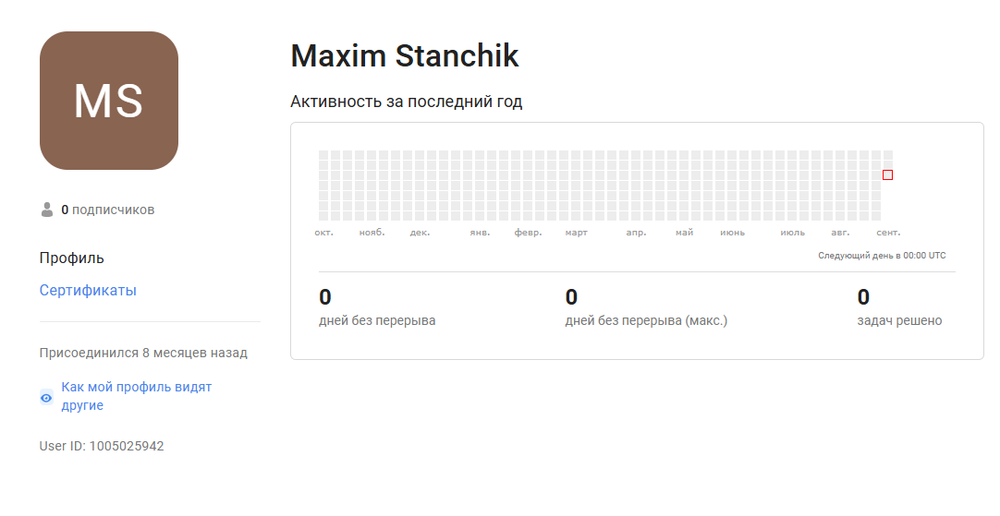 MS
0 подписчиков
Профиль
Сертификаты
Присоединился 8 месяцев назад
Как мой профиль видят
другие
User ID: 1005025942
Maxim Stanchik
Активность за последний год
окт. нояб. дек. янв. февр. март апр. май июнь июль авг. сент.
Следующий день в 00:00 UTC
0 0 0
дней без перерыва дней без перерыва (макс.) задач решено